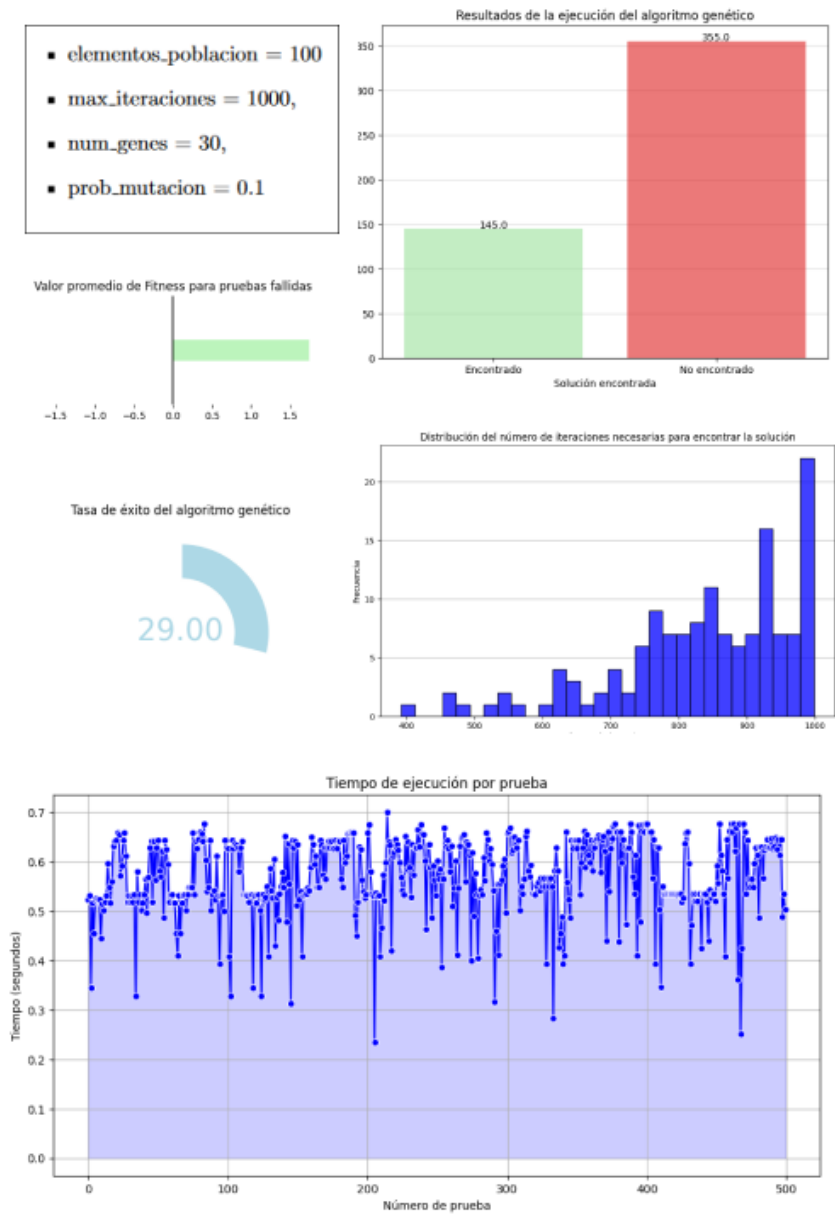 ▪ elementos_poblacion = 100
▪ max_iteraciones = 1000,
▪ num_genes = 30,
▪ prob_mutacion = 0.1
Resultados de la ejecución del algoritmo genético
355.0
350
300
250
200
150
100
50
0
145.0
Encontrado
No encontrado
Solución encontrada
Valor promedio de Fitness para pruebas fallidas
−1.5 −1.0 −0.5 0.0 0.5 1.0 1.5
Tasa de éxito del algoritmo genético
29.00
Distribución del número de iteraciones necesarias para encontrar la solución
Frecuencia
20
15
10
5
0
400 500 600 700 800 900 1000
Tiempo de ejecución por prueba
Tiempo (segundos)
0.7
0.6
0.5
0.4
0.3
0.2
0.1
0.0
0 100 200 300 400 500
Número de prueba